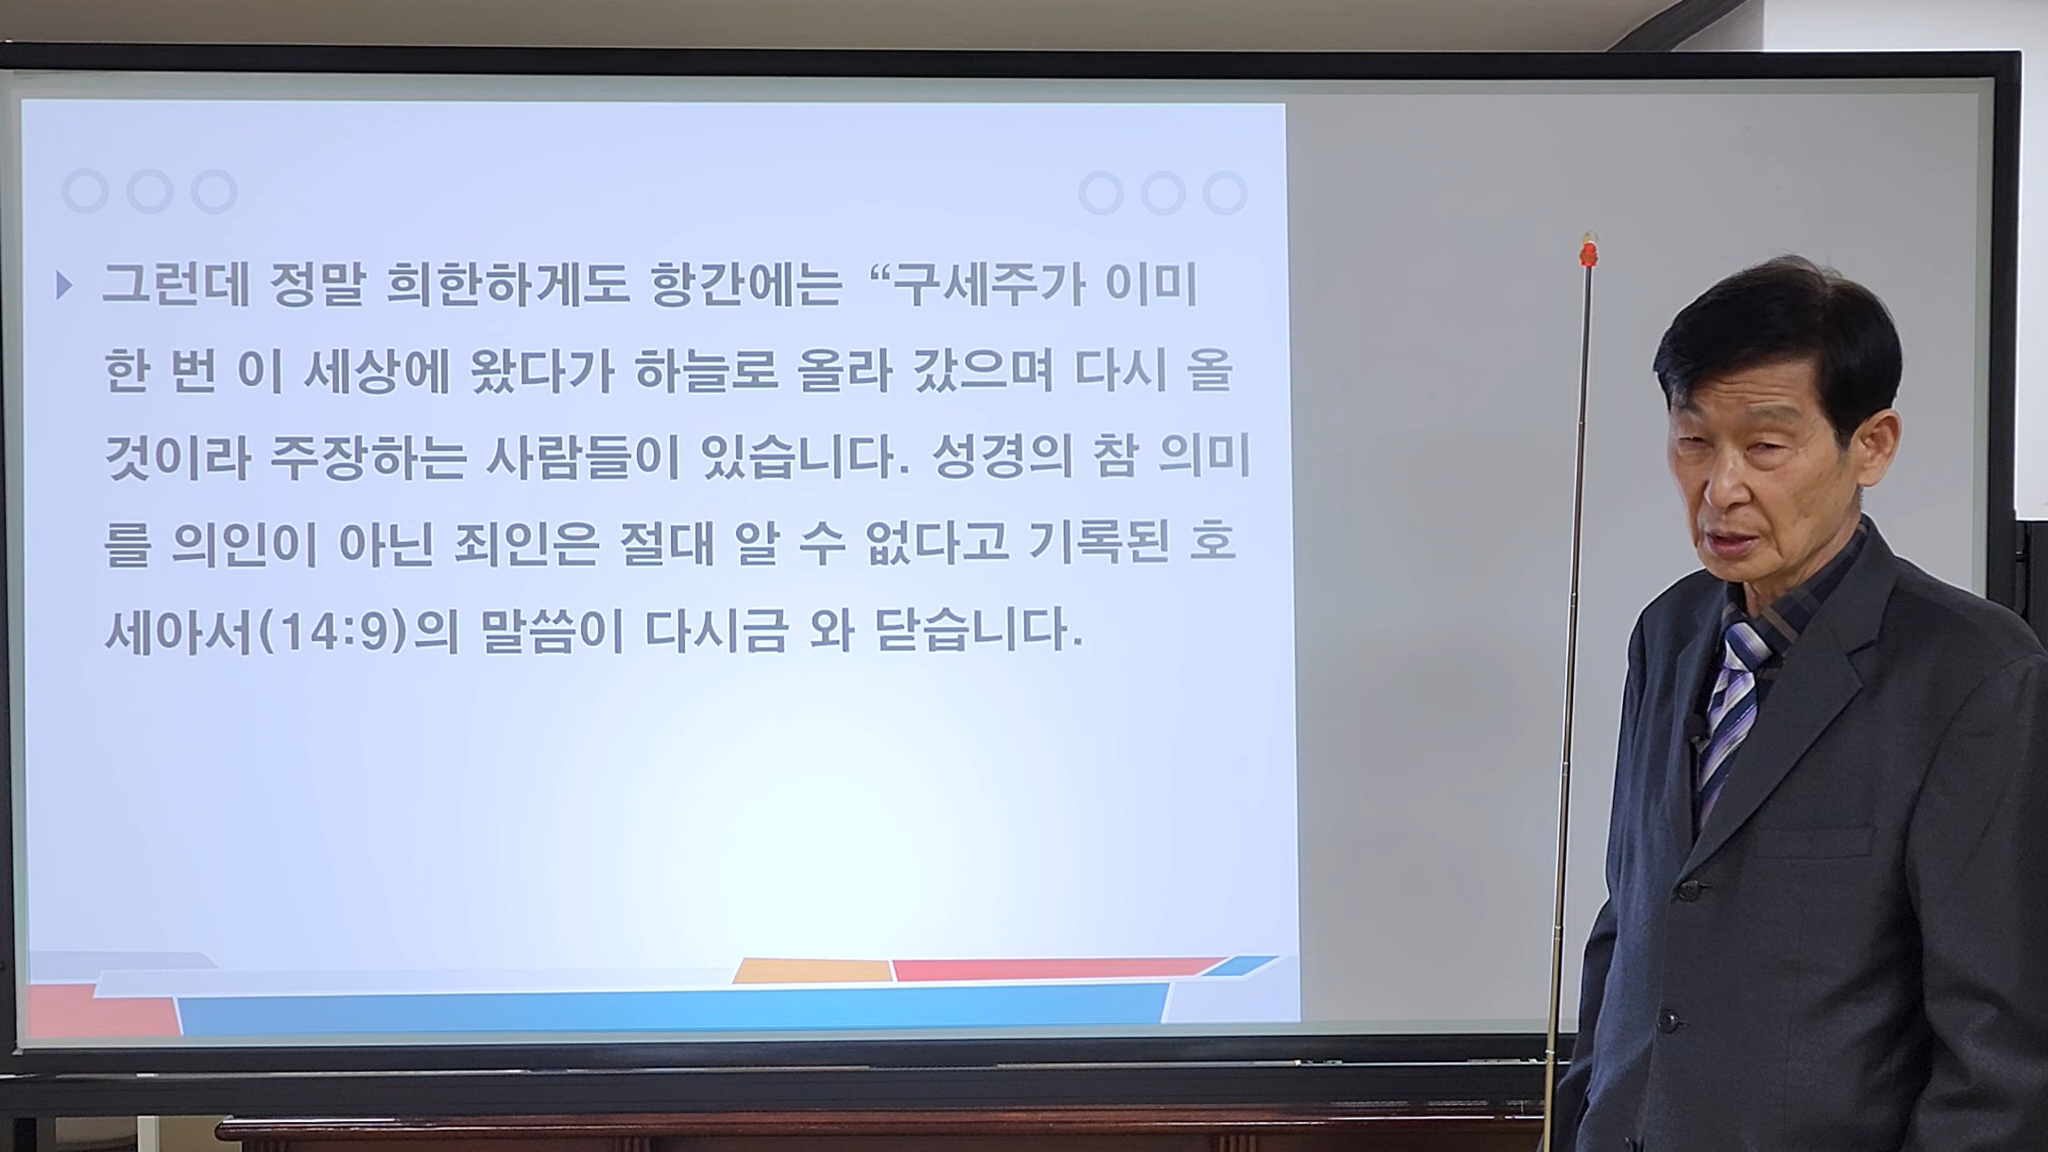 그런데 정말 희한하게도 항간에는 “구세주가 이미
한 번 이 세상에 왔다가 하늘로 올라 갔으며 다시 올
것이라 주장하는 사람들이 있습니다. 성경의 참 의미
를 의인이 아닌 죄인은 절대 알 수 없다고 기록된 호
세아서(14:9)의 말씀이 다시금 와 닫습니다.